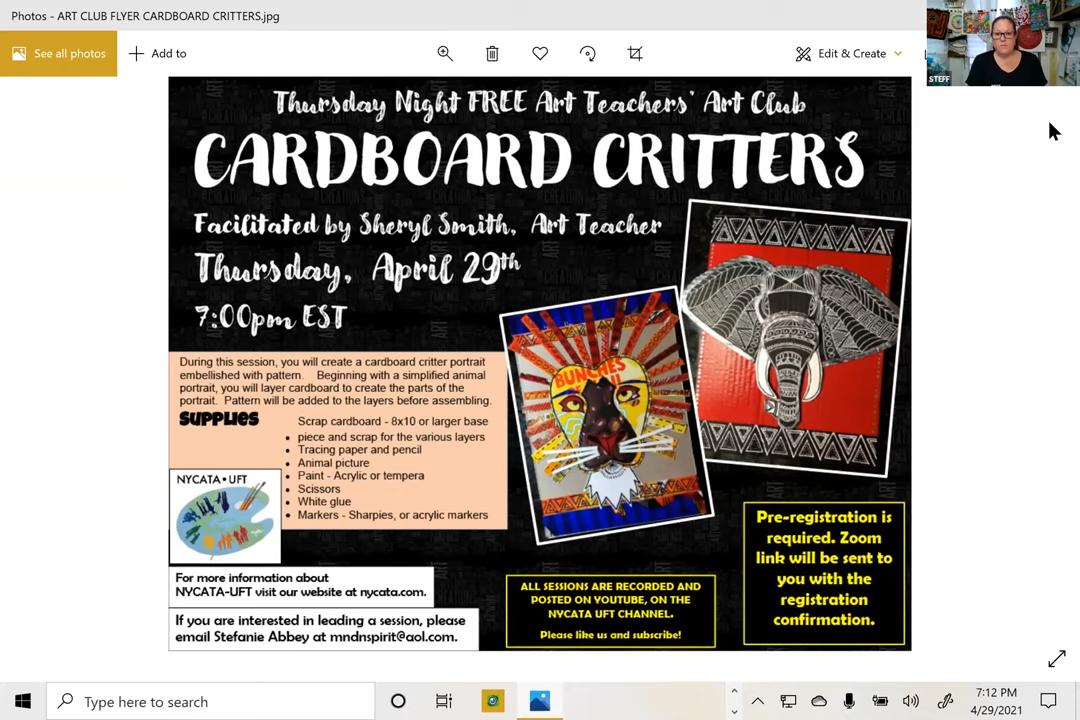 Photos - ART CLUB FLYER CARDBOARD CRITTERS.jpg
See all photos
Add to
Edit & Create
STEFF
Thursday Night FREE Art Teachers' Art Club
CARDBOARD CRITTERS
Facilitated by Sheryl Smith, Art Teacher
Thursday, April 29th
7:00pm EST
During this session, you will create a cardboard critter portrait
embellished with pattern. Beginning with a simplified animal
portrait, you will layer cardboard to create the parts of the
portrait. Pattern will be added to the layers before assembling.
SUPPLIES
Scrap cardboard - 8x10 or larger base
• piece and scrap for the various layers
• Tracing paper and pencil
• Animal picture
• Paint - Acrylic or tempera
• Scissors
• White glue
• Markers - Sharpies, or acrylic markers
NYCATA • UFT
For more information about
NYCATA-UFT visit our website at nycata.com.
If you are interested in leading a session, please
email Stefanie Abbey at mndnspirit@aol.com.
BUNCHES
ALL SESSIONS ARE RECORDED AND
POSTED ON YOUTUBE, ON THE
NYCATA UFT CHANNEL.
Please like us and subscribe!
Pre-registration is
required. Zoom
link will be sent to
you with the
registration
confirmation.
Type here to search
7:12 PM
4/29/2021